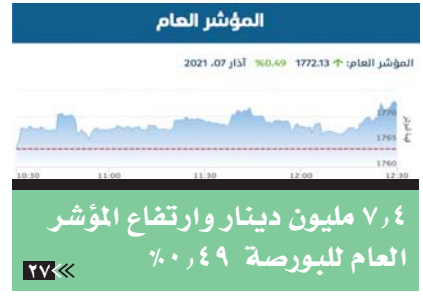 المؤشر العام
المؤشر العام: ↑ 1772.13 %0.49 آذار 07، 2021
1770
1765
1760
10:30 11:00 11:30 12:00 12:30
٧,٤ مليون دينار وارتفاع المؤشر
العام للبورصة ٠,٤٩٪
٢٧